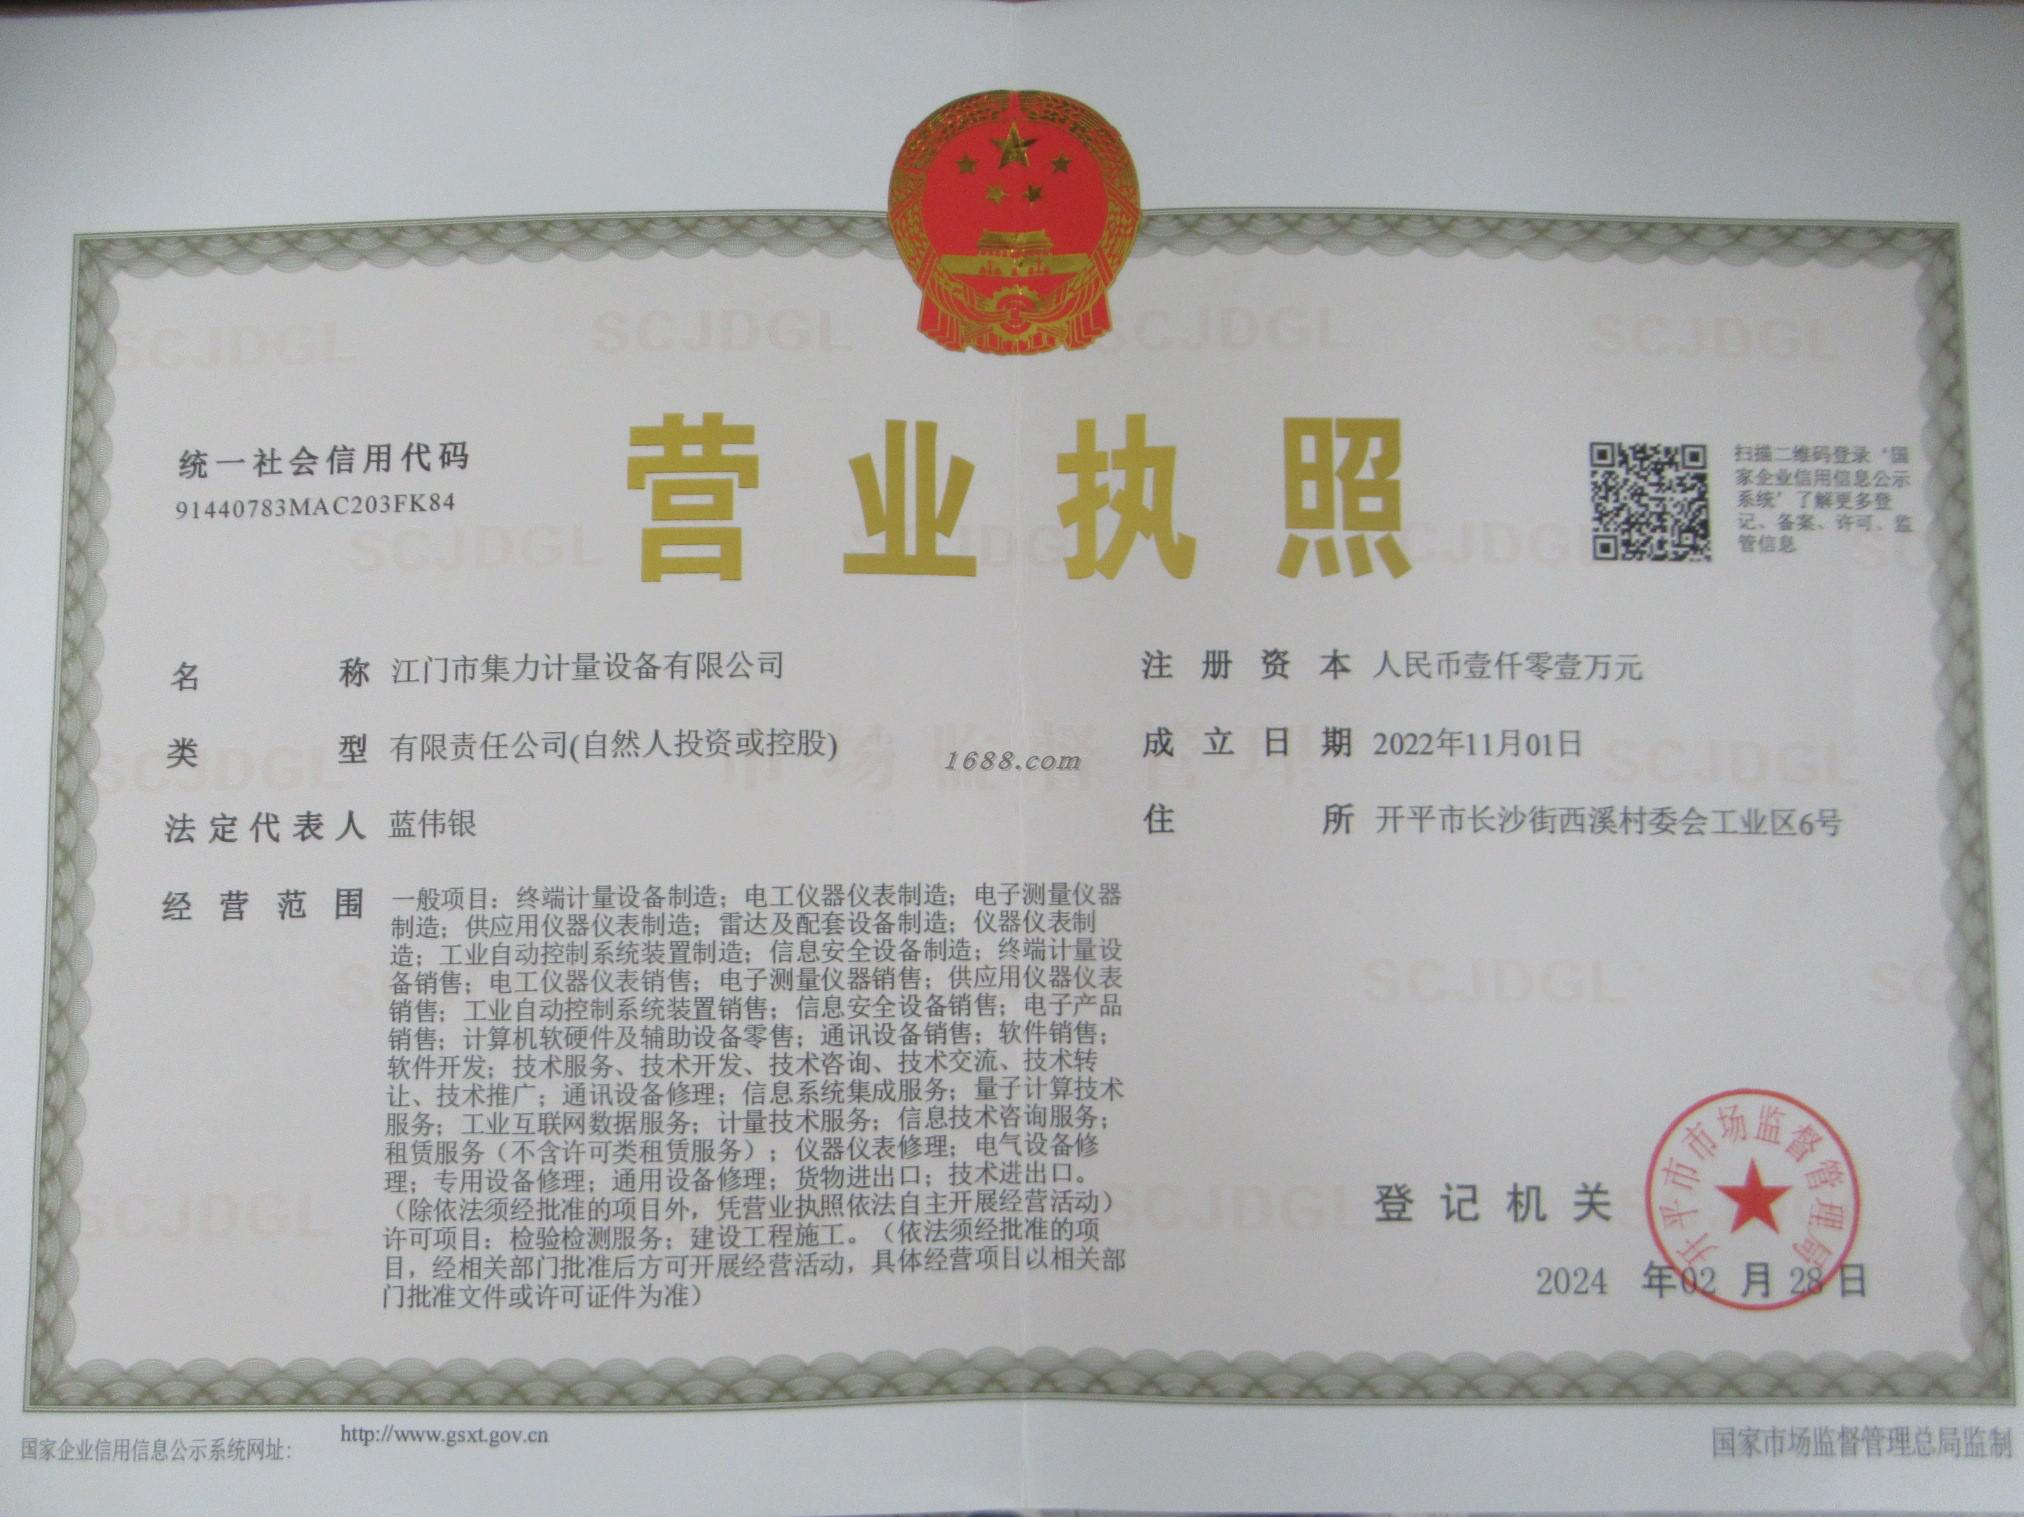 营业执照
统一社会信用代码
91440783MAC203FK84
扫描二维码登录“国
家企业信用信息公示
系统”了解更多登
记、备案、许可、监
管信息
名称 江门市集力计量设备有限公司
类型 有限责任公司(自然人投资或控股)
法定代表人 蓝伟银
经营范围 一般项目：终端计量设备制造；电工仪器仪表制造；电子测量仪器
制造；供应用仪器仪表制造；雷达及配套设备制造；仪器仪表制
造；工业自动控制系统装置制造；信息安全设备制造；终端计量设
备销售；电工仪器仪表销售；电子测量仪器销售；供应用仪器仪表
销售；工业自动控制系统装置销售；信息安全设备销售；电子产品
销售；计算机软硬件及辅助设备零售；通讯设备销售；软件销售；
软件开发；技术服务、技术开发、技术咨询、技术交流、技术转
让、技术推广；通讯设备修理；信息系统集成服务；量子计算技术
服务；工业互联网数据服务；计量技术服务；信息技术咨询服务；
租赁服务（不含许可类租赁服务）；仪器仪表修理；电气设备修
理；专用设备修理；通用设备修理；货物进出口；技术进出口。
（除依法须经批准的项目外，凭营业执照依法自主开展经营活动）
许可项目：检验检测服务；建设工程施工。（依法须经批准的项
目，经相关部门批准后方可开展经营活动，具体经营项目以相关部
门批准文件或许可证件为准）
注册资本 人民币壹仟零壹万元
成立日期 2022年11月01日
住所 开平市长沙街西溪村委会工业区6号
1688.com
登记机关
开平市市场监督管理局
2024 年02 月28日
国家企业信用信息公示系统网址：
http://www.gsxt.gov.cn
国家市场监督管理总局监制
SCJDGL
SCJDGL
SCJDGL
SCJDGL
SCJDGL
SCJDGL
市场监督管理
SCJDGL
SCJDGL
SCJDGL
SCJDGL